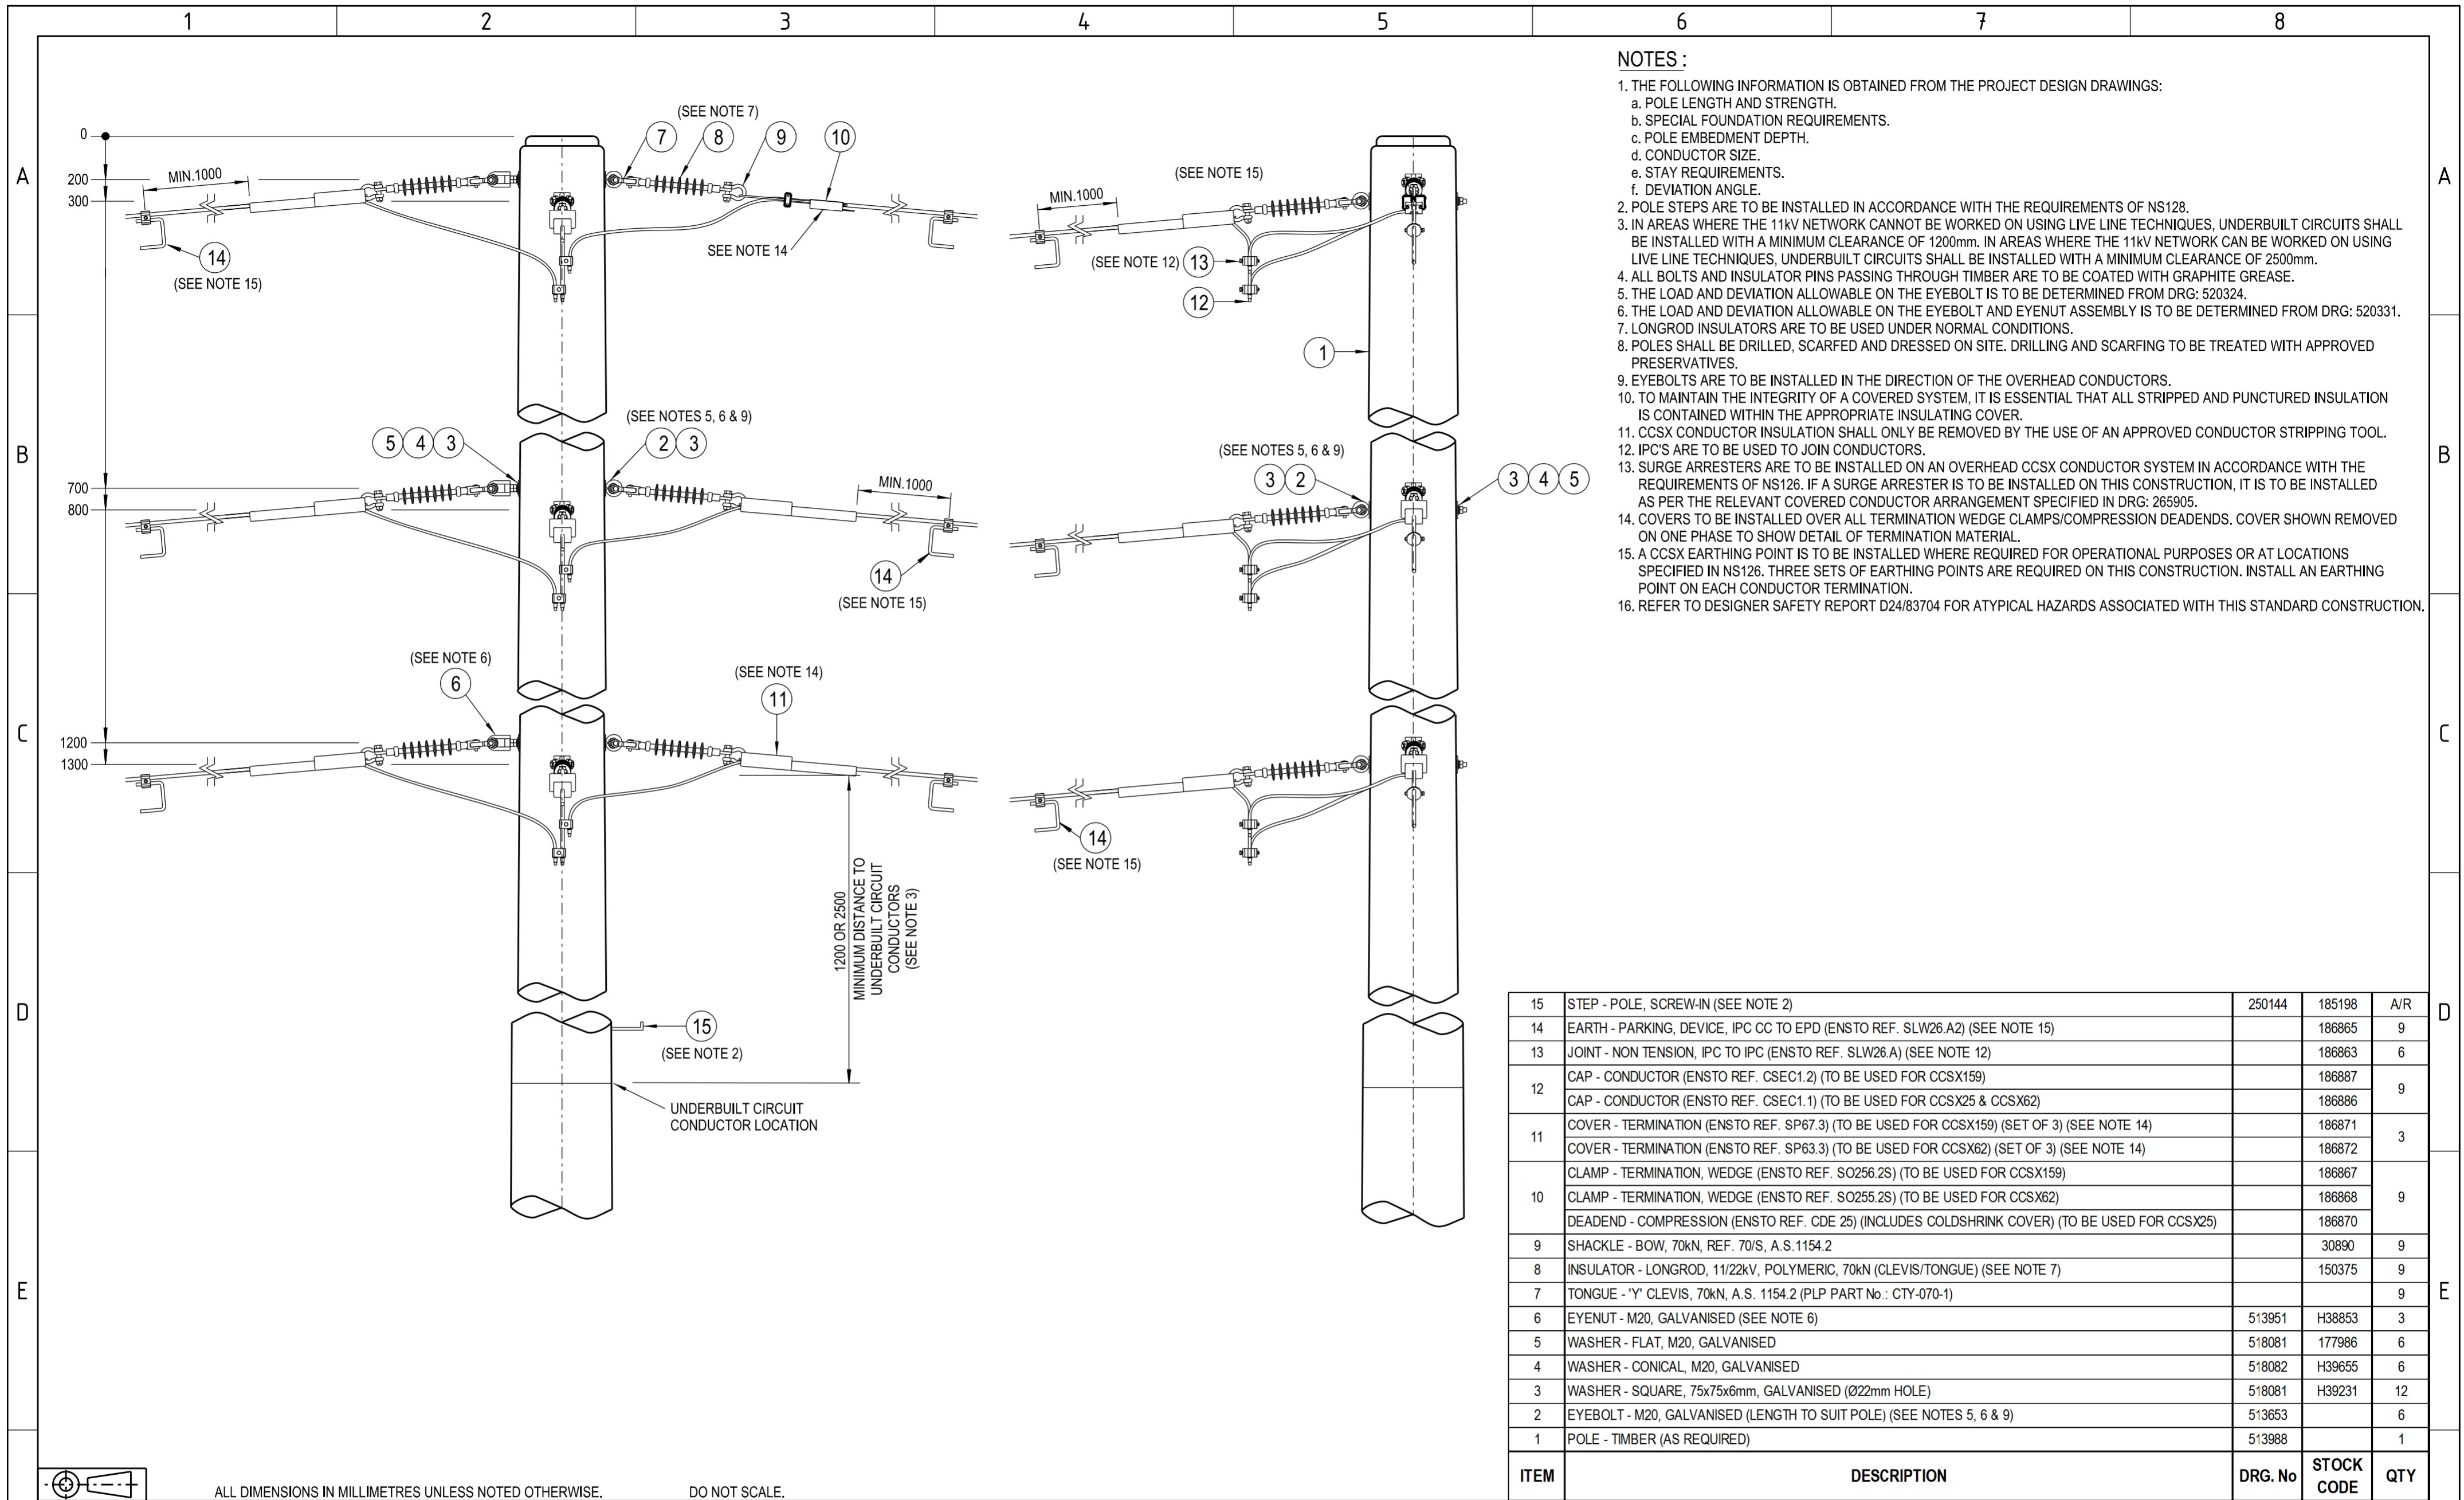 1 2 3 4 5 6 7 8
A
B
C
D
E
A
B
C
D
E
0
200
300
700
800
1200
1300
MIN.1000
14
(SEE NOTE 15)
(SEE NOTE 7)
7 8 9 10
SEE NOTE 14
5 4 3
(SEE NOTES 5, 6 & 9)
2 3
MIN.1000
14
(SEE NOTE 15)
(SEE NOTE 6)
6
(SEE NOTE 14)
11
1200 OR 2500
MINIMUM DISTANCE TO
UNDERBUILT CIRCUIT
CONDUCTORS
(SEE NOTE 3)
15
(SEE NOTE 2)
UNDERBUILT CIRCUIT
CONDUCTOR LOCATION
(SEE NOTE 15)
MIN.1000
(SEE NOTE 12) 13
12
1
(SEE NOTES 5, 6 & 9)
3 2
3 4 5
14
(SEE NOTE 15)
NOTES :
1. THE FOLLOWING INFORMATION IS OBTAINED FROM THE PROJECT DESIGN DRAWINGS:
a. POLE LENGTH AND STRENGTH.
b. SPECIAL FOUNDATION REQUIREMENTS.
c. POLE EMBEDMENT DEPTH.
d. CONDUCTOR SIZE.
e. STAY REQUIREMENTS.
f. DEVIATION ANGLE.
2. POLE STEPS ARE TO BE INSTALLED IN ACCORDANCE WITH THE REQUIREMENTS OF NS128.
3. IN AREAS WHERE THE 11kV NETWORK CANNOT BE WORKED ON USING LIVE LINE TECHNIQUES, UNDERBUILT CIRCUITS SHALL
BE INSTALLED WITH A MINIMUM CLEARANCE OF 1200mm. IN AREAS WHERE THE 11kV NETWORK CAN BE WORKED ON USING
LIVE LINE TECHNIQUES, UNDERBUILT CIRCUITS SHALL BE INSTALLED WITH A MINIMUM CLEARANCE OF 2500mm.
4. ALL BOLTS AND INSULATOR PINS PASSING THROUGH TIMBER ARE TO BE COATED WITH GRAPHITE GREASE.
5. THE LOAD AND DEVIATION ALLOWABLE ON THE EYEBOLT IS TO BE DETERMINED FROM DRG: 520324.
6. THE LOAD AND DEVIATION ALLOWABLE ON THE EYEBOLT AND EYENUT ASSEMBLY IS TO BE DETERMINED FROM DRG: 520331.
7. LONGROD INSULATORS ARE TO BE USED UNDER NORMAL CONDITIONS.
8. POLES SHALL BE DRILLED, SCARFED AND DRESSED ON SITE. DRILLING AND SCARFING TO BE TREATED WITH APPROVED
PRESERVATIVES.
9. EYEBOLTS ARE TO BE INSTALLED IN THE DIRECTION OF THE OVERHEAD CONDUCTORS.
10. TO MAINTAIN THE INTEGRITY OF A COVERED SYSTEM, IT IS ESSENTIAL THAT ALL STRIPPED AND PUNCTURED INSULATION
IS CONTAINED WITHIN THE APPROPRIATE INSULATING COVER.
11. CCSX CONDUCTOR INSULATION SHALL ONLY BE REMOVED BY THE USE OF AN APPROVED CONDUCTOR STRIPPING TOOL.
12. IPC'S ARE TO BE USED TO JOIN CONDUCTORS.
13. SURGE ARRESTERS ARE TO BE INSTALLED ON AN OVERHEAD CCSX CONDUCTOR SYSTEM IN ACCORDANCE WITH THE
REQUIREMENTS OF NS126. IF A SURGE ARRESTER IS TO BE INSTALLED ON THIS CONSTRUCTION, IT IS TO BE INSTALLED
AS PER THE RELEVANT COVERED CONDUCTOR ARRANGEMENT SPECIFIED IN DRG: 265905.
14. COVERS TO BE INSTALLED OVER ALL TERMINATION WEDGE CLAMPS/COMPRESSION DEADENDS. COVER SHOWN REMOVED
ON ONE PHASE TO SHOW DETAIL OF TERMINATION MATERIAL.
15. A CCSX EARTHING POINT IS TO BE INSTALLED WHERE REQUIRED FOR OPERATIONAL PURPOSES OR AT LOCATIONS
SPECIFIED IN NS126. THREE SETS OF EARTHING POINTS ARE REQUIRED ON THIS CONSTRUCTION. INSTALL AN EARTHING
POINT ON EACH CONDUCTOR TERMINATION.
16. REFER TO DESIGNER SAFETY REPORT D24/83704 FOR ATYPICAL HAZARDS ASSOCIATED WITH THIS STANDARD CONSTRUCTION.
15 STEP - POLE, SCREW-IN (SEE NOTE 2) 250144 185198 A/R
14 EARTH - PARKING, DEVICE, IPC CC TO EPD (ENSTO REF. SLW26.A2) (SEE NOTE 15) 186865 9
13 JOINT - NON TENSION, IPC TO IPC (ENSTO REF. SLW26.A) (SEE NOTE 12) 186863 6
12 CAP - CONDUCTOR (ENSTO REF. CSEC1.2) (TO BE USED FOR CCSX159) 186887 9
CAP - CONDUCTOR (ENSTO REF. CSEC1.1) (TO BE USED FOR CCSX25 & CCSX62) 186886
11 COVER - TERMINATION (ENSTO REF. SP67.3) (TO BE USED FOR CCSX159) (SET OF 3) (SEE NOTE 14) 186871 3
COVER - TERMINATION (ENSTO REF. SP63.3) (TO BE USED FOR CCSX62) (SET OF 3) (SEE NOTE 14) 186872
CLAMP - TERMINATION, WEDGE (ENSTO REF. SO256.2S) (TO BE USED FOR CCSX159) 186867
10 CLAMP - TERMINATION, WEDGE (ENSTO REF. SO255.2S) (TO BE USED FOR CCSX62) 186868 9
DEADEND - COMPRESSION (ENSTO REF. CDE 25) (INCLUDES COLDSHRINK COVER) (TO BE USED FOR CCSX25) 186870
9 SHACKLE - BOW, 70kN, REF. 70/S, A.S.1154.2 30890 9
8 INSULATOR - LONGROD, 11/22kV, POLYMERIC, 70kN (CLEVIS/TONGUE) (SEE NOTE 7) 150375 9
7 TONGUE - 'Y' CLEVIS, 70kN, A.S. 1154.2 (PLP PART No.: CTY-070-1) 9
6 EYENUT - M20, GALVANISED (SEE NOTE 6) 513951 H38853 3
5 WASHER - FLAT, M20, GALVANISED 518081 177986 6
4 WASHER - CONICAL, M20, GALVANISED 518082 H39655 6
3 WASHER - SQUARE, 75x75x6mm, GALVANISED (Ø22mm HOLE) 518081 H39231 12
2 EYEBOLT - M20, GALVANISED (LENGTH TO SUIT POLE) (SEE NOTES 5, 6 & 9) 513653 6
1 POLE - TIMBER (AS REQUIRED) 513988 1
ITEM DESCRIPTION DRG. No STOCK CODE QTY
ALL DIMENSIONS IN MILLIMETRES UNLESS NOTED OTHERWISE. DO NOT SCALE.